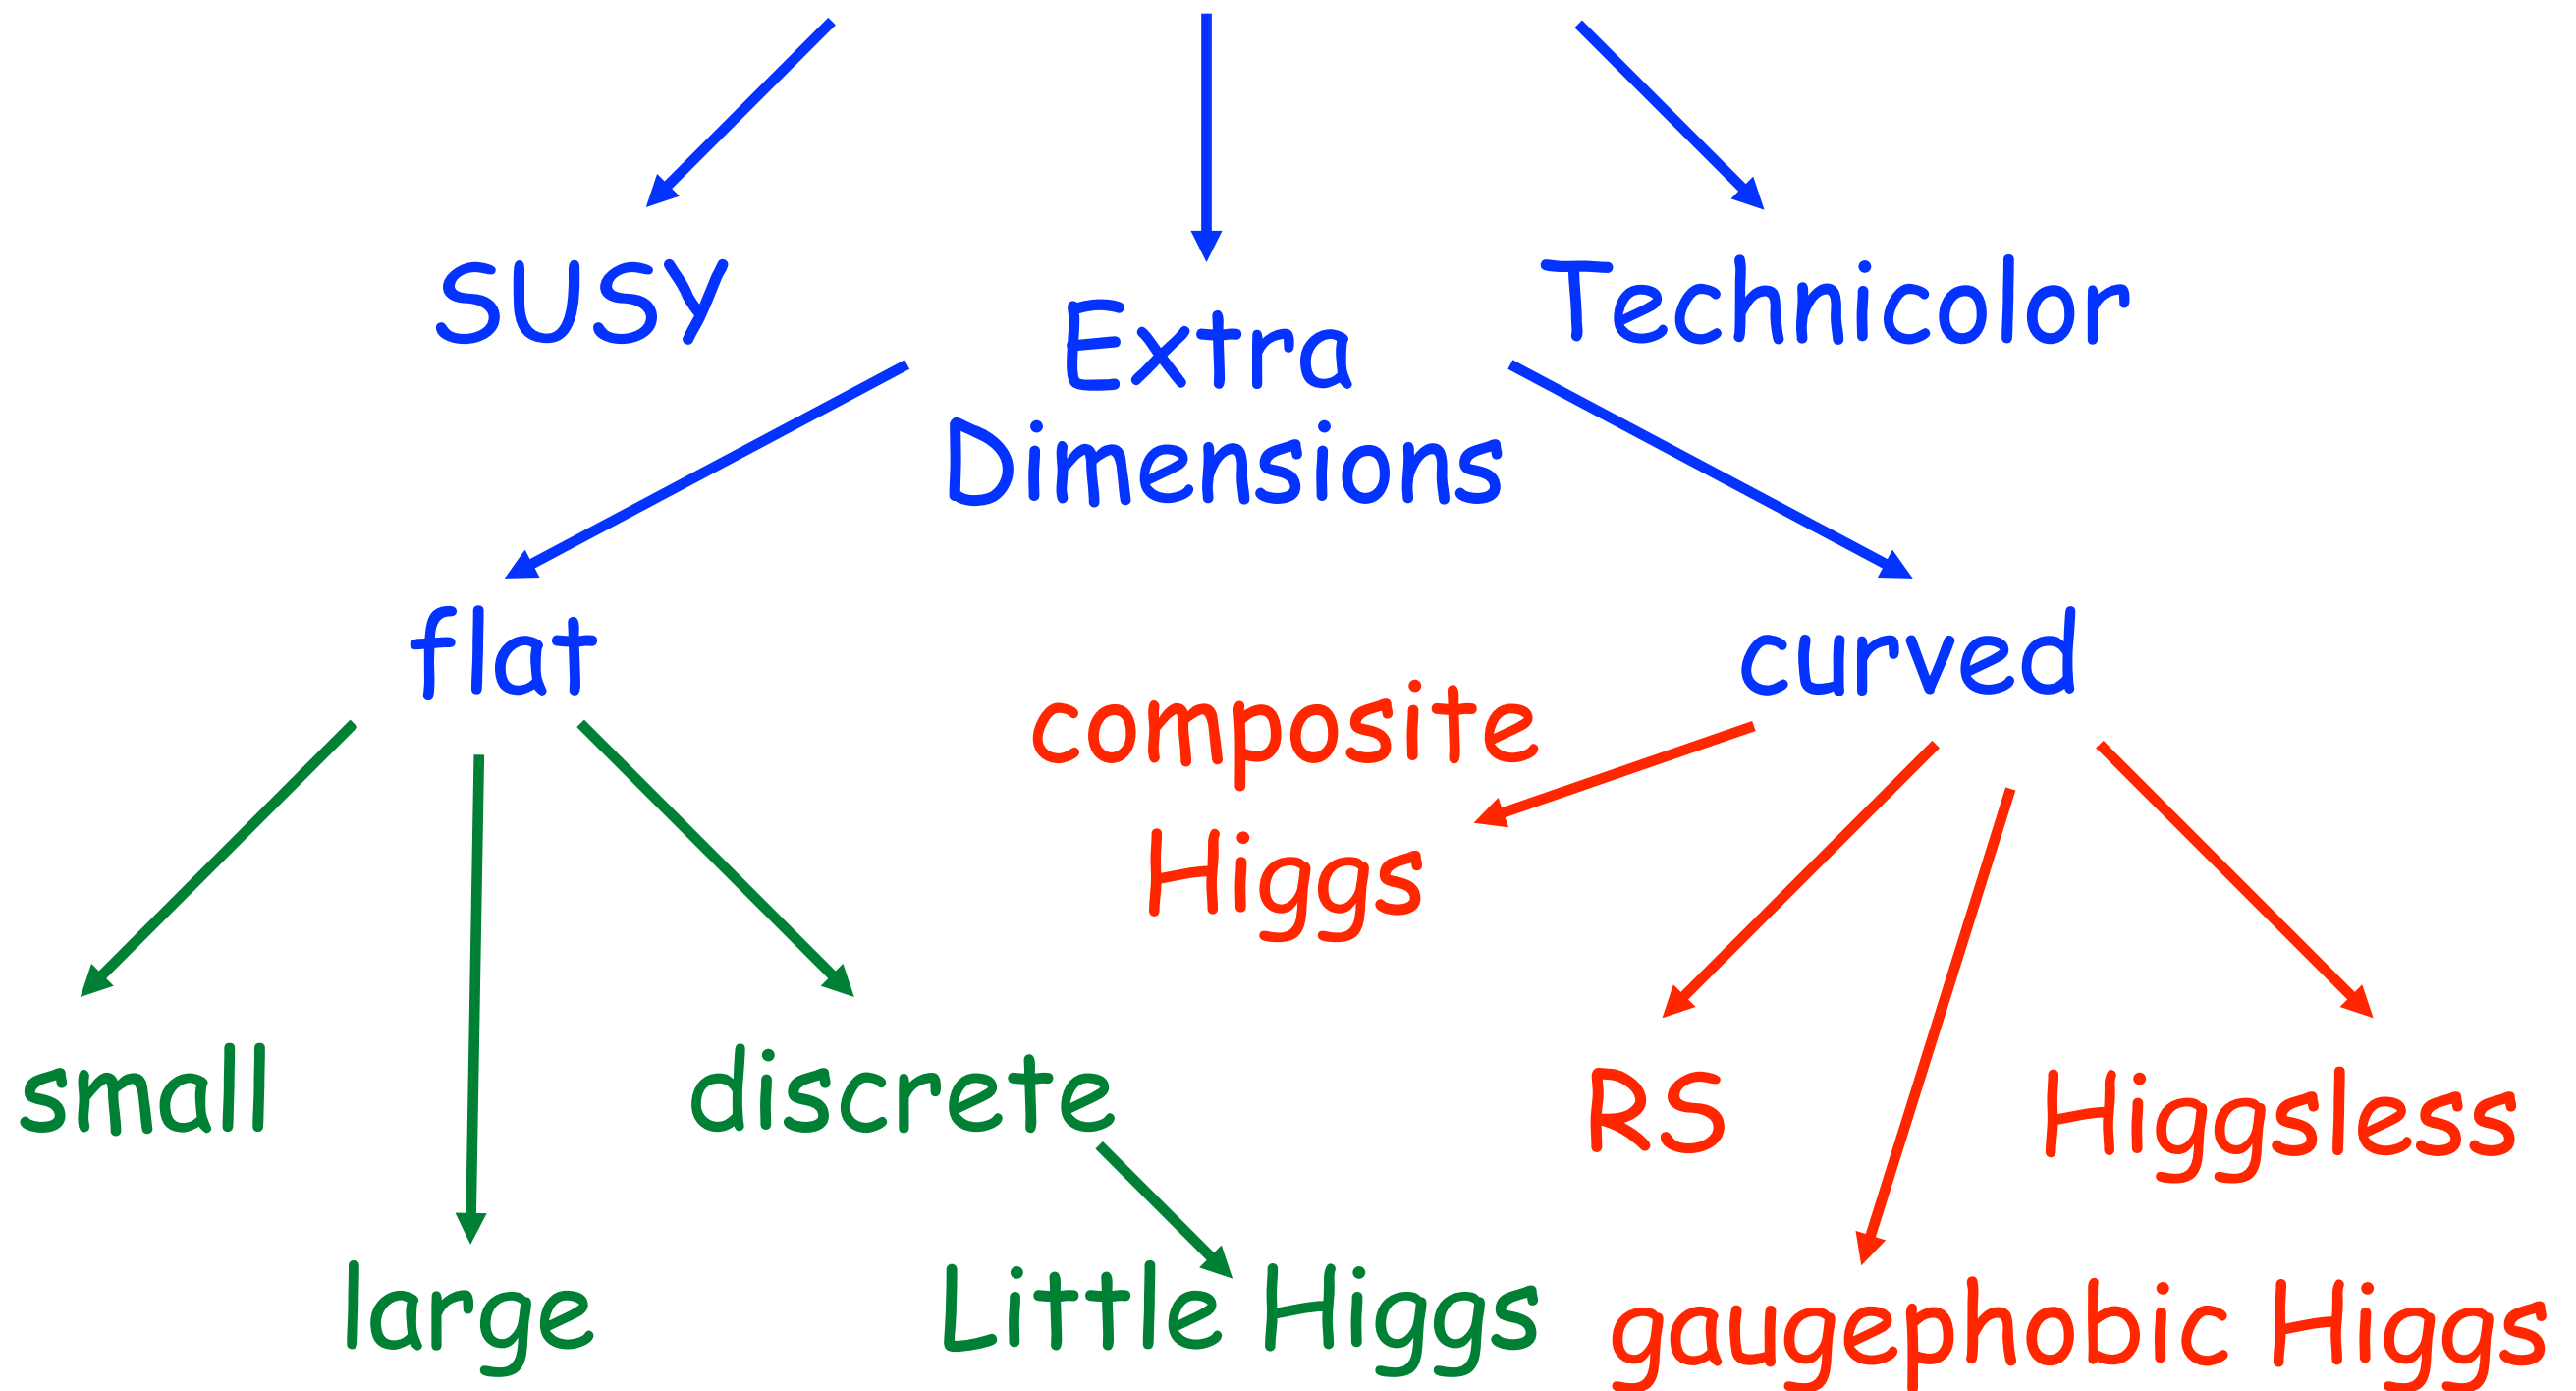 SUSY
Extra
Dimensions
Technicolor
flat
curved
composite
Higgs
small
discrete
RS
Higgsless
large
Little Higgs
gaugephobic Higgs